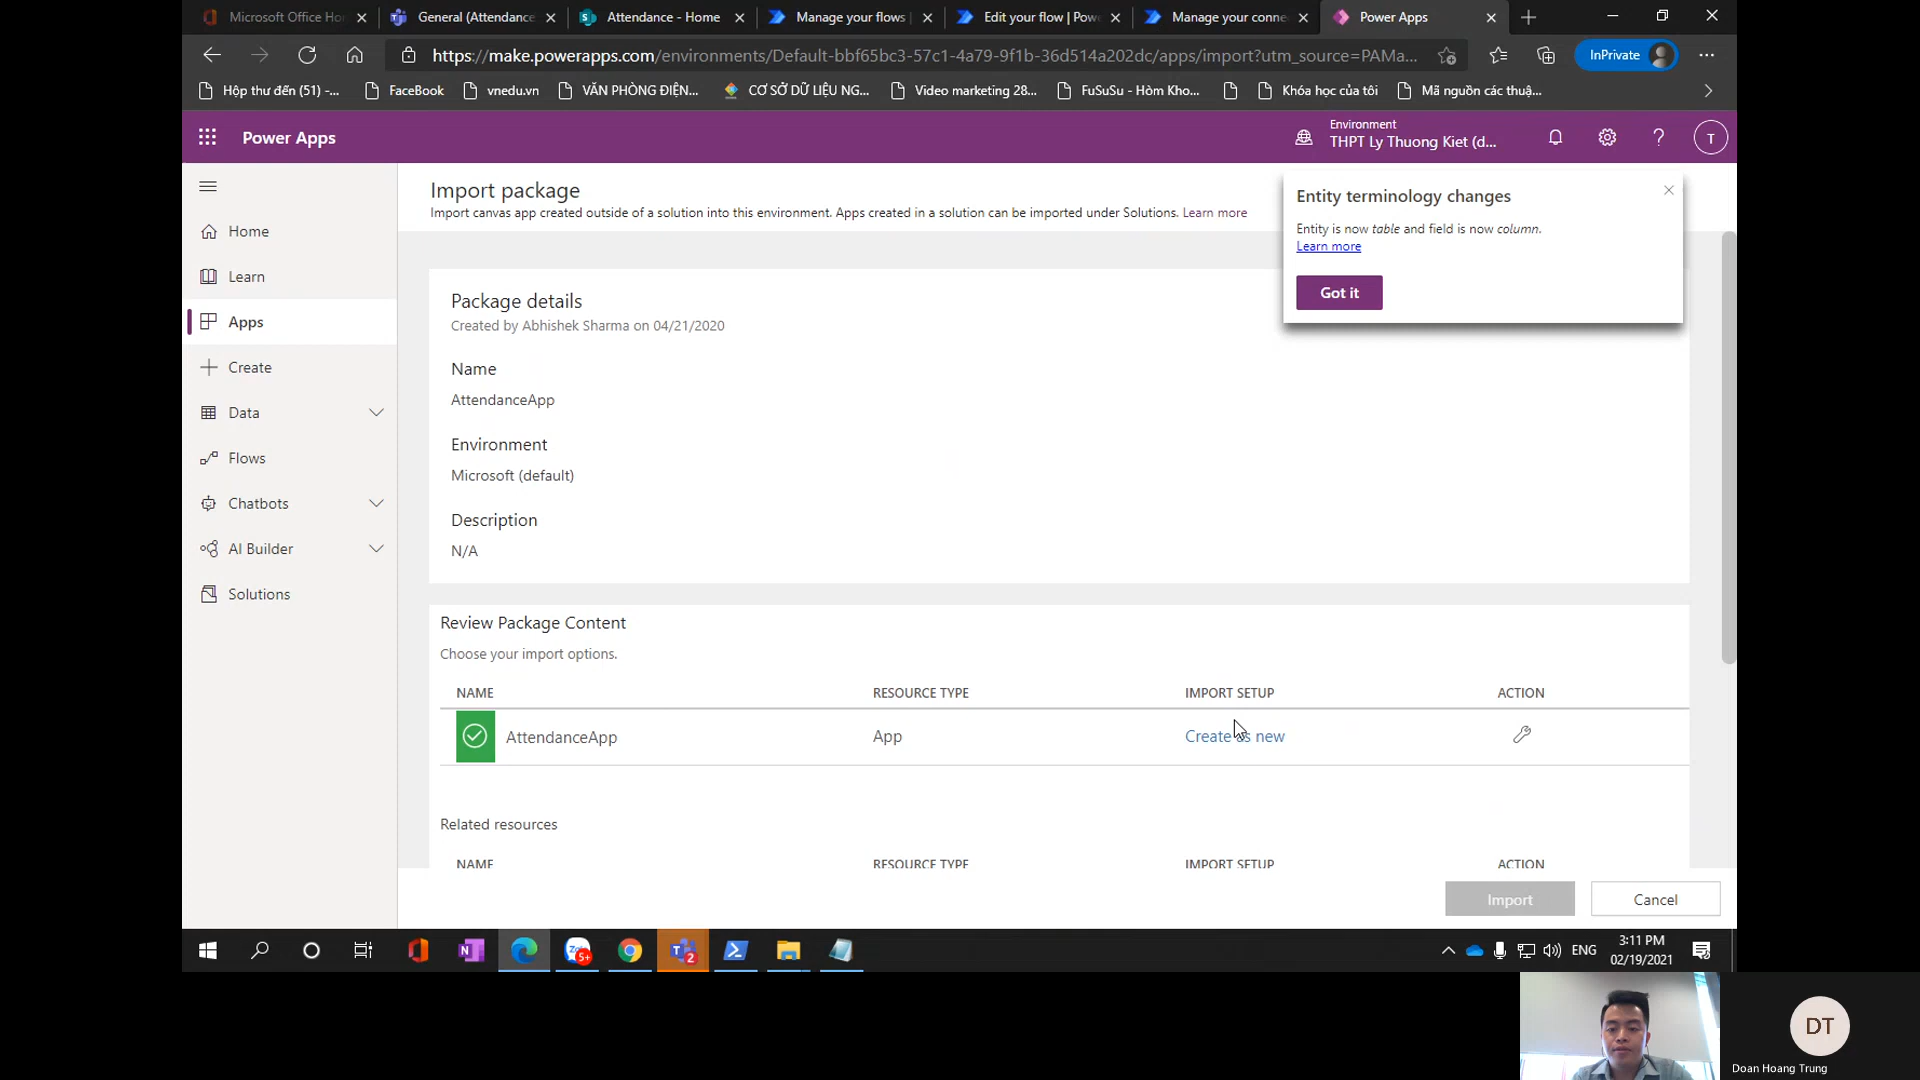 Microsoft Office Ho
General (Attendance
Attendance - Home
Manage your flows |
Edit your flow | Pow
Manage your conne
Power Apps
https://make.powerapps.com/environments/Default-bbf65bc3-57c1-4a79-9f1b-36d514a202dc/apps/import?utm_source=PAMa...
InPrivate
Hộp thư đến (51) -...
FaceBook
vnedu.vn
VĂN PHÒNG ĐIỆN...
CƠ SỞ DỮ LIỆU NG...
Video marketing 28...
FuSuSu - Hòm Kho...
Khóa học của tôi
Mã nguồn các thuậ...
Power Apps
Environment
THPT Ly Thuong Kiet (d...
T
Home
Learn
Apps
Create
Data
Flows
Chatbots
AI Builder
Solutions
Import package
Import canvas app created outside of a solution into this environment. Apps created in a solution can be imported under Solutions. Learn more
Entity terminology changes
Entity is now table and field is now column.
Learn more
Got it
Package details
Created by Abhishek Sharma on 04/21/2020
Name
AttendanceApp
Environment
Microsoft (default)
Description
N/A
Review Package Content
Choose your import options.
NAME RESOURCE TYPE IMPORT SETUP ACTION
AttendanceApp App Create as new
Related resources
NAME RESOURCE TYPE IMPORT SETUP ACTION
Import
Cancel
Zalo
5+
2
ENG
3:11 PM
02/19/2021
DT
Doan Hoang Trung